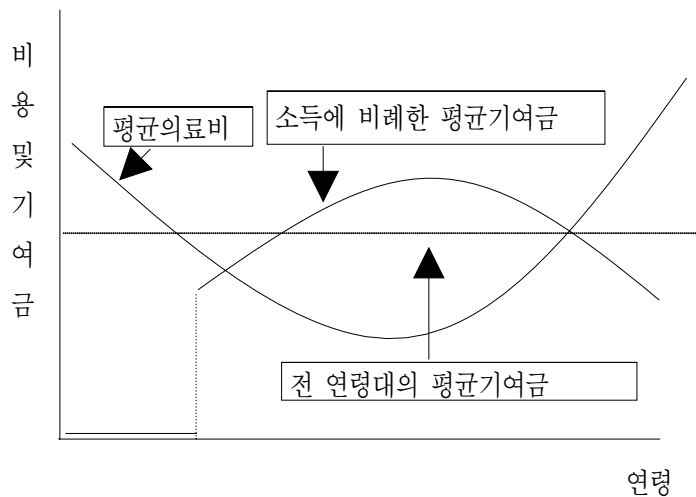 비용 및 기여금
평균의료비
소득에 비례한 평균기여금
전 연령대의 평균기여금
연령